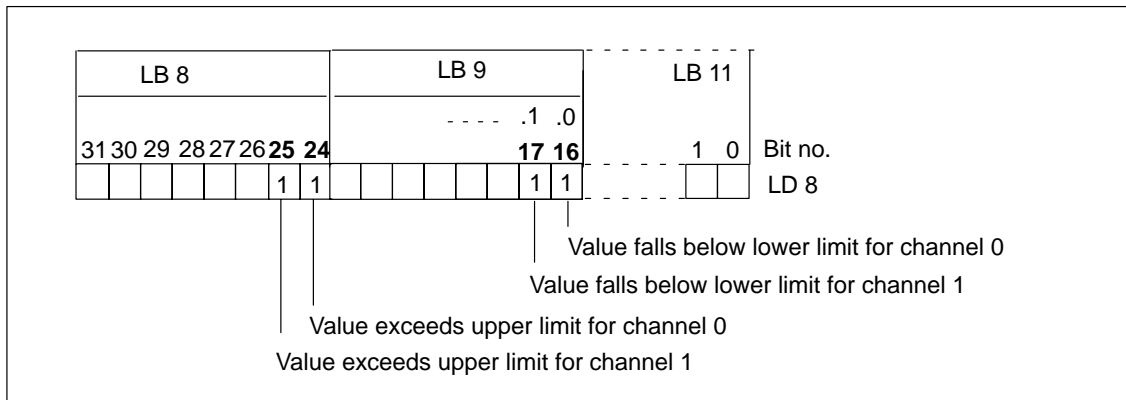 LB 8 LB 9 LB 11
- - - - .1 .0
31 30 29 28 27 26 25 24 17 16 1 0 Bit no.
1 1 1 1 LD 8
Value falls below lower limit for channel 0
Value falls below lower limit for channel 1
Value exceeds upper limit for channel 0
Value exceeds upper limit for channel 1